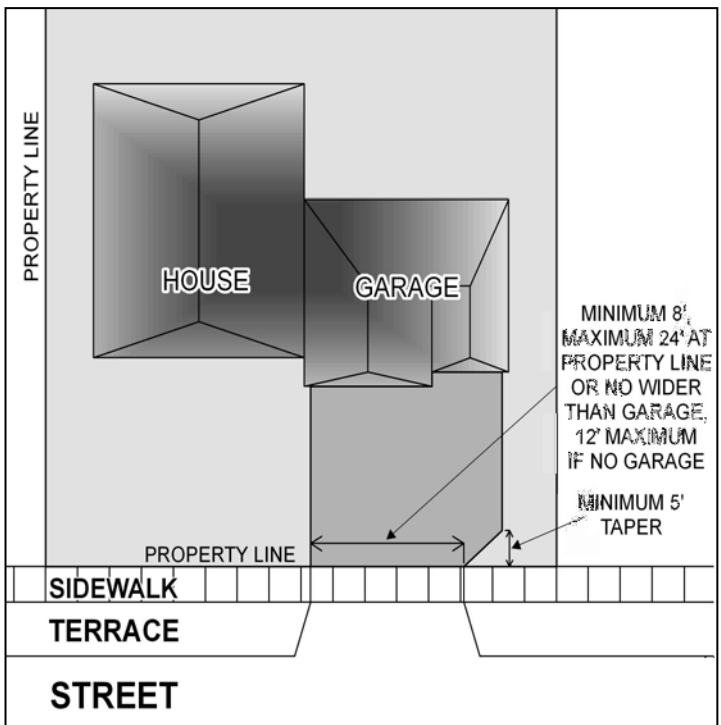 PROPERTY LINE
HOUSE
GARAGE
MINIMUM 8',
MAXIMUM 24' AT
PROPERTY LINE
OR NO WIDER
THAN GARAGE,
12' MAXIMUM
IF NO GARAGE
MINIMUM 5'
TAPER
PROPERTY LINE
SIDEWALK
TERRACE
STREET